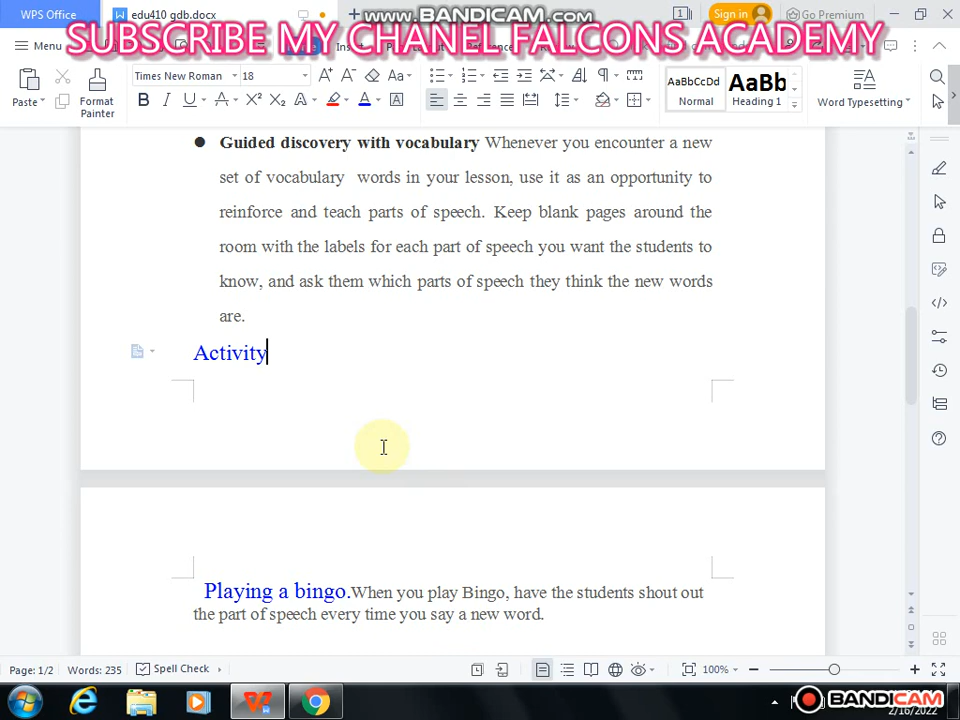 WPS Office
edu410 gdb.docx
www.BANDICAM.com
1
Sign in
Go Premium
Menu
SUBSCRIBE MY CHANEL FALCONS ACADEMY
Paste
Format Painter
Times New Roman
18
AaBbCcDd
Normal
AaBb
Heading 1
Word Typesetting
Guided discovery with vocabulary Whenever you encounter a new
set of vocabulary words in your lesson, use it as an opportunity to
reinforce and teach parts of speech. Keep blank pages around the
room with the labels for each part of speech you want the students to
know, and ask them which parts of speech they think the new words
are.
Activity
Playing a bingo.When you play Bingo, have the students shout out
the part of speech every time you say a new word.
Page: 1/2
Words: 235
Spell Check
100%
BANDICAM
2/16/2022